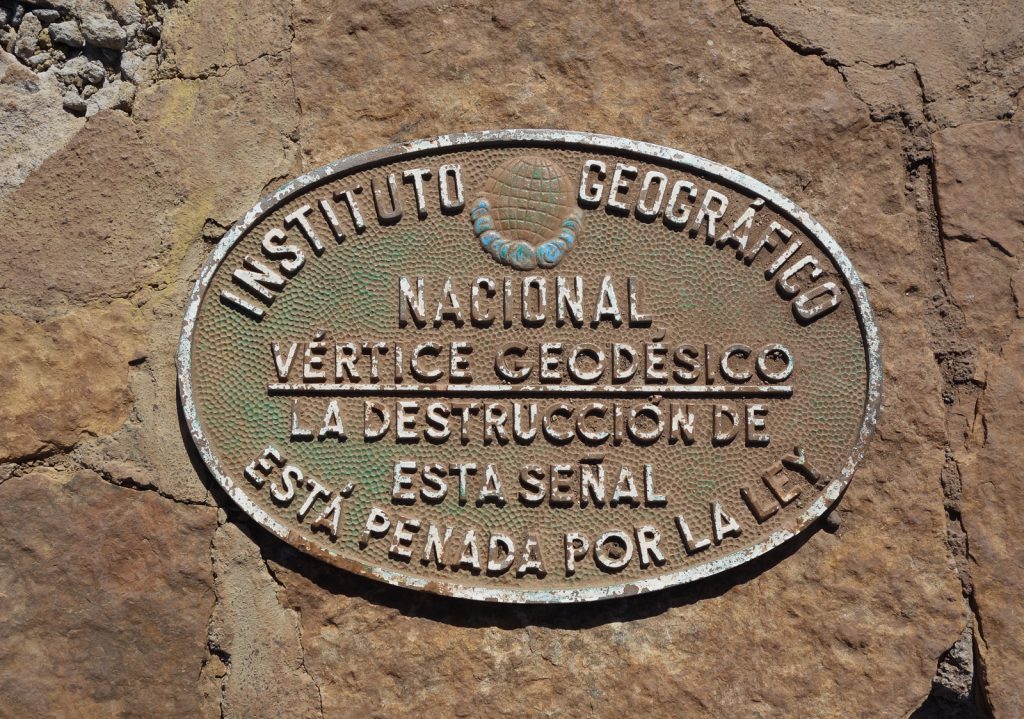 INSTITUTO GEOGRÁFICO
NACIONAL
VÉRTICE GEODÉSICO
LA DESTRUCCIÓN DE
ESTA SEÑAL
ESTÁ PENADA POR LA LEY